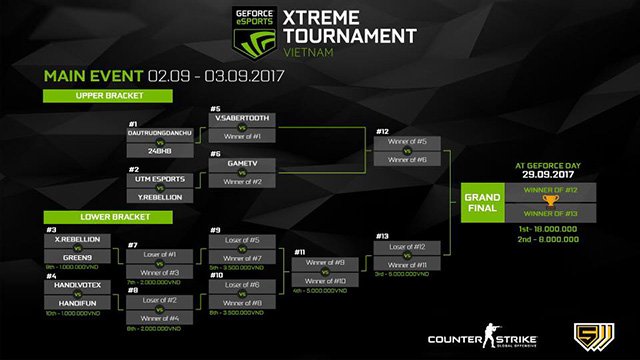 GEFORCE
eSPORTS
XTREME
TOURNAMENT
VIETNAM
MAIN EVENT 02.09 - 03.09.2017
UPPER BRACKET
#1
DAUTRUONGDANCHU
VS
24BHB
#2
UTM ESPORTS
VS
Y.REBELLION
#5
V.SABERTOOTH
VS
Winner of #1
#6
GAMETV
VS
Winner of #2
#12
Winner of #5
VS
Winner of #6
AT GEFORCE DAY
29.09.2017
GRAND
FINAL
WINNER OF #12
WINNER OF #13
1st- 18.000.000
2nd - 8.000.000
LOWER BRACKET
#3
X.REBELLION
VS
GREEN9
9th - 1.000.000VND
#4
HANOI.VOTEX
VS
HANOIFUN
10th - 1.000.000VND
#7
Loser of #1
VS
Winner of #3
7th - 2.000.000VND
#8
Loser of #2
VS
Winner of #4
8th - 2.000.000VND
#9
Loser of #5
VS
Winner of #7
5th - 3.500.000VND
#10
Loser of #6
VS
Winner of #8
6th - 3.500.000VND
#11
Winner of #9
VS
Winner of #10
4th - 5.000.000VND
#13
Loser of #12
VS
Winner of #11
3rd - 6.000.000VND
COUNTER STRIKE
GLOBAL OFFENSIVE